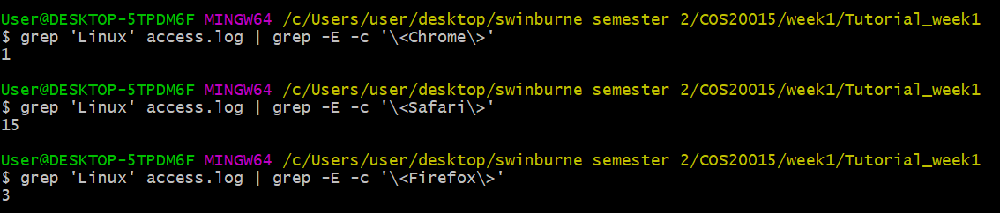 User@DESKTOP-5TPDM6F MINGW64 /c/Users/user/desktop/swinburne semester 2/COS20015/week1/Tutorial_week1
$ grep 'Linux' access.log | grep -E -c '\<Chrome\>'
1
User@DESKTOP-5TPDM6F MINGW64 /c/Users/user/desktop/swinburne semester 2/COS20015/week1/Tutorial_week1
$ grep 'Linux' access.log | grep -E -c '\<Safari\>'
15
User@DESKTOP-5TPDM6F MINGW64 /c/Users/user/desktop/swinburne semester 2/COS20015/week1/Tutorial_week1
$ grep 'Linux' access.log | grep -E -c '\<Firefox\>'
3